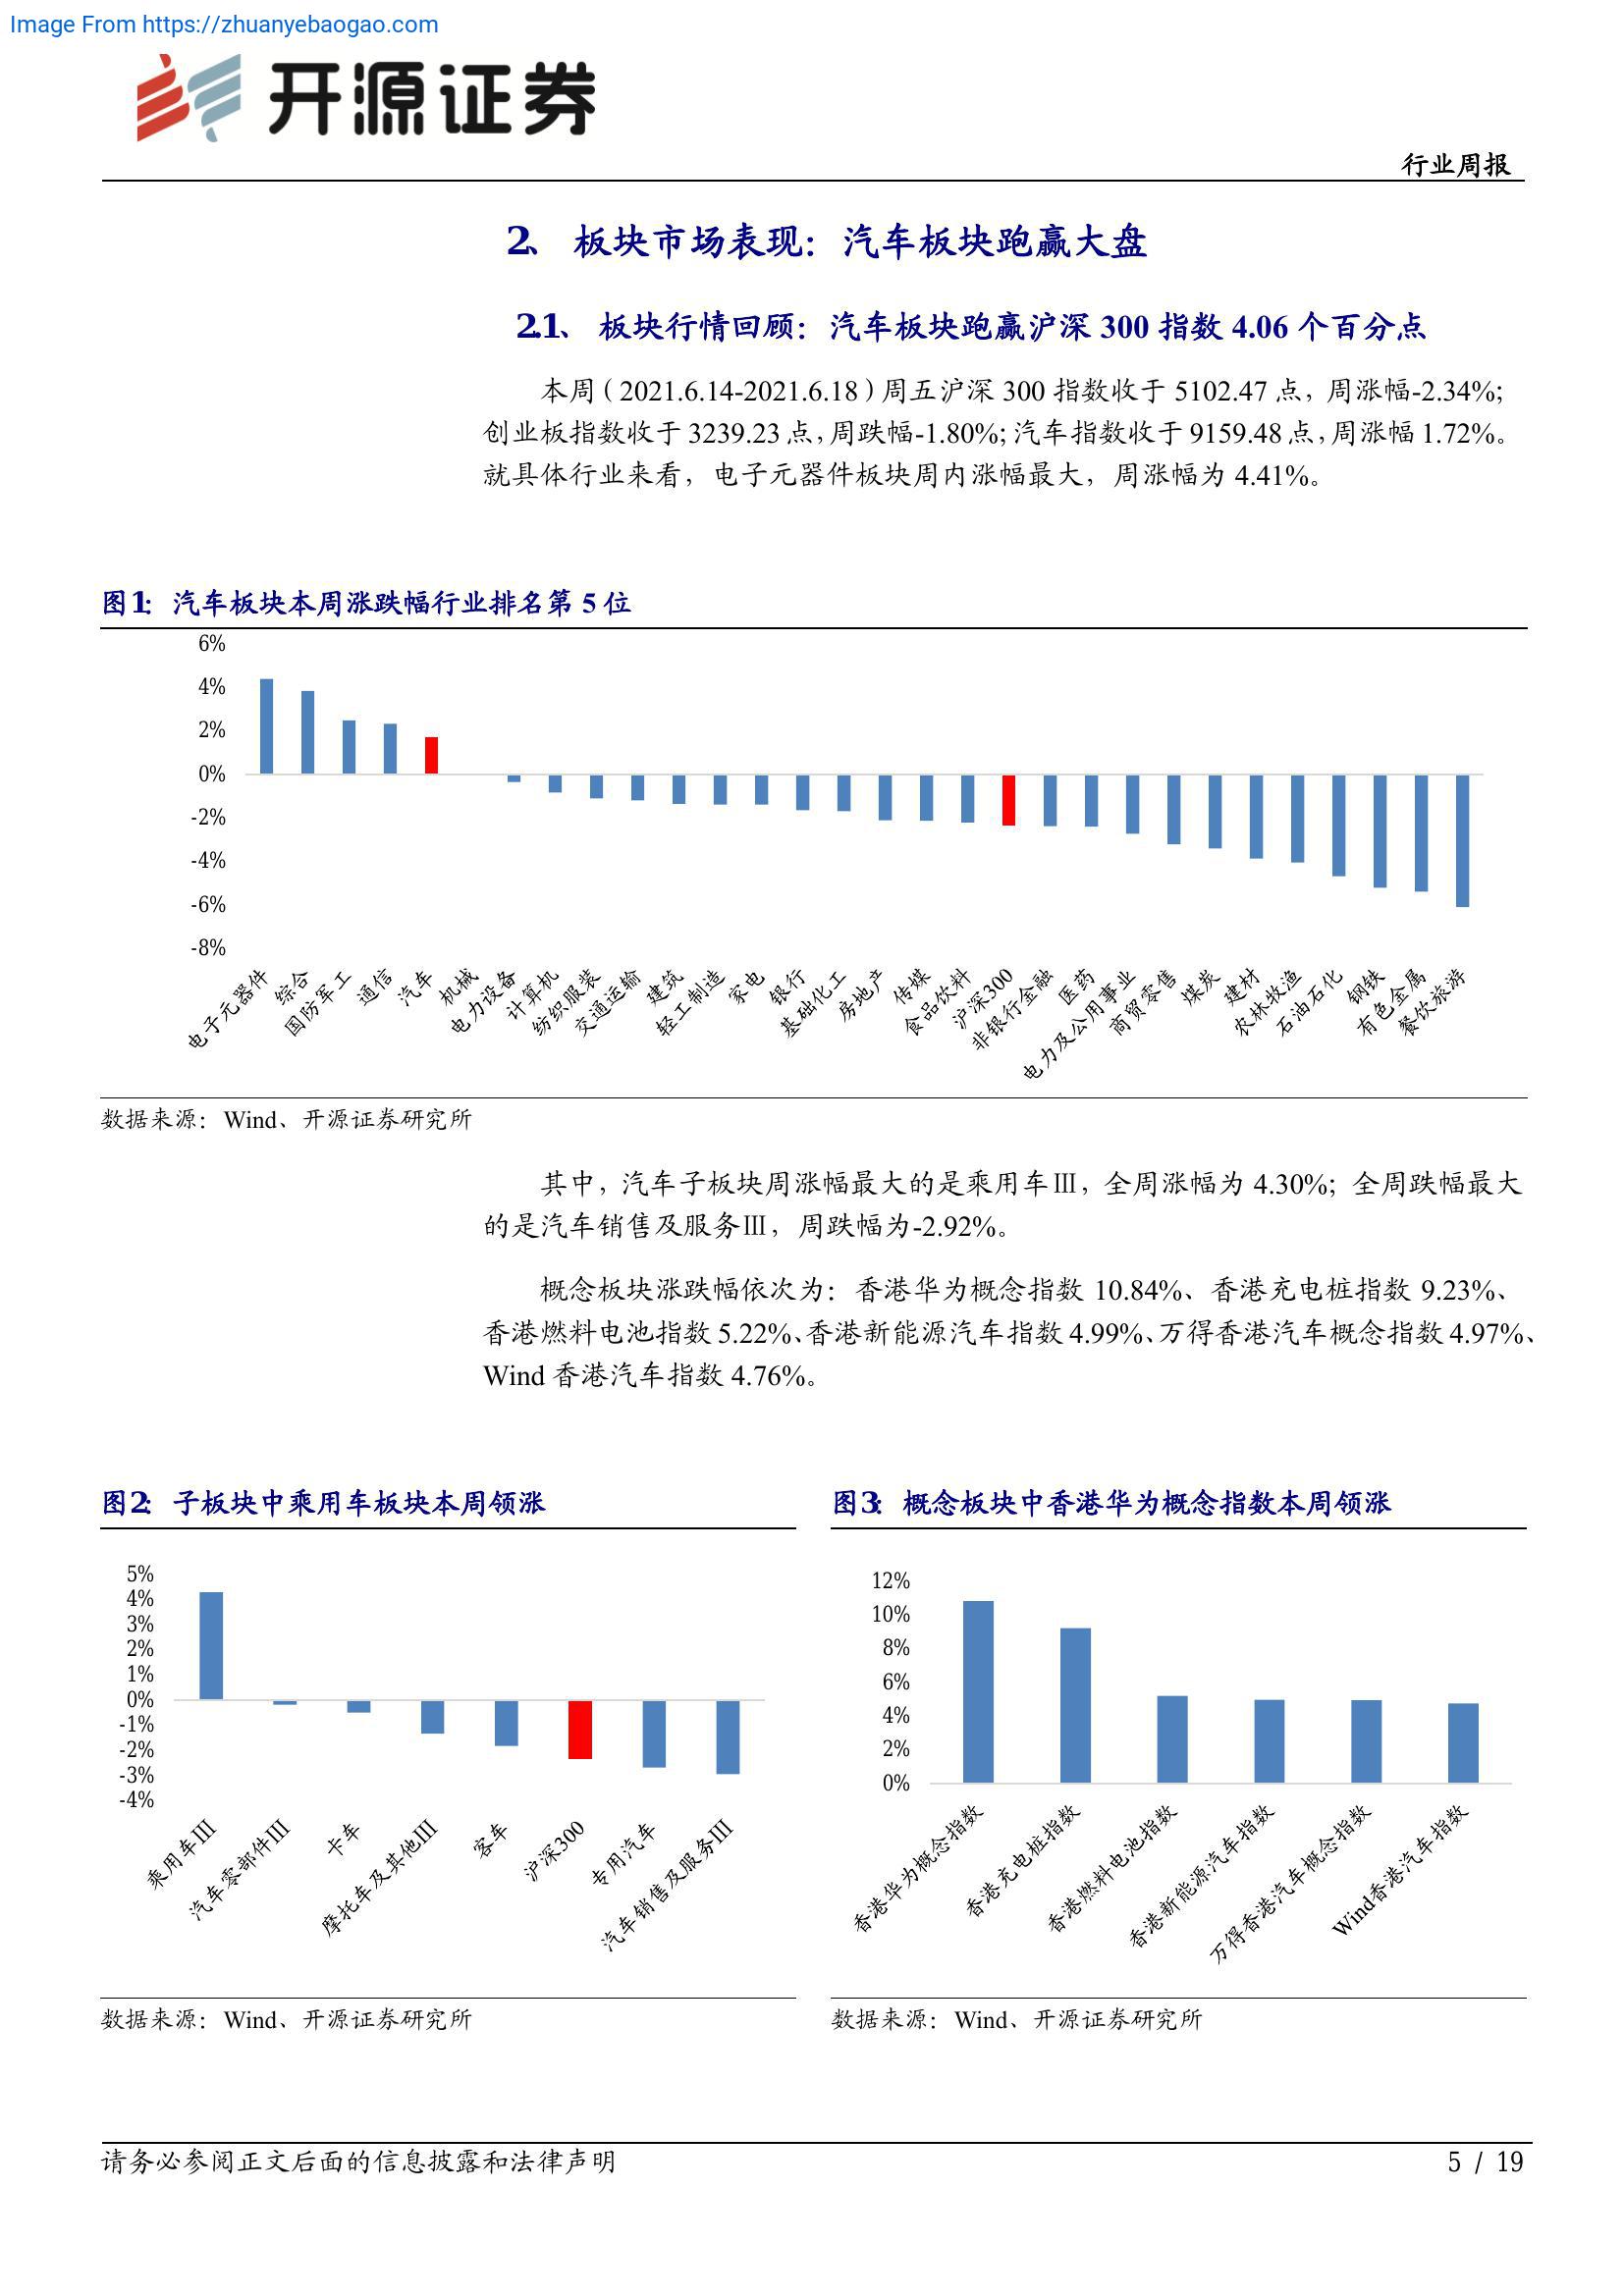 Image From https://zhuanyebaogao.com
开源证券
行业周报
2、 板块市场表现：汽车板块跑赢大盘
2.1、 板块行情回顾：汽车板块跑赢沪深 300 指数 4.06 个百分点
本周（2021.6.14-2021.6.18）周五沪深 300 指数收于 5102.47 点，周涨幅-2.34%；
创业板指数收于 3239.23 点，周跌幅-1.80%；汽车指数收于 9159.48 点，周涨幅 1.72%。
就具体行业来看，电子元器件板块周内涨幅最大，周涨幅为 4.41%。
图1： 汽车板块本周涨跌幅行业排名第 5 位
6%
4%
2%
0%
-2%
-4%
-6%
-8%
电子元器件
综合
国防军工
通信
汽车
机械
电力设备
计算机
纺织服装
交通运输
建筑
轻工制造
家电
银行
基础化工
房地产
传媒
食品饮料
沪深300
非银行金融
医药
电力及公用事业
商贸零售
煤炭
建材
农林牧渔
石油石化
钢铁
有色金属
餐饮旅游
数据来源：Wind、开源证券研究所
其中，汽车子板块周涨幅最大的是乘用车Ⅲ，全周涨幅为 4.30%；全周跌幅最大
的是汽车销售及服务Ⅲ，周跌幅为-2.92%。
概念板块涨跌幅依次为：香港华为概念指数 10.84%、香港充电桩指数 9.23%、
香港燃料电池指数 5.22%、香港新能源汽车指数 4.99%、万得香港汽车概念指数 4.97%、
Wind 香港汽车指数 4.76%。
图2： 子板块中乘用车板块本周领涨
5%
4%
3%
2%
1%
0%
-1%
-2%
-3%
-4%
乘用车Ⅲ
汽车零部件Ⅲ
卡车
摩托车及其他Ⅲ
客车
沪深300
专用汽车
汽车销售及服务Ⅲ
数据来源：Wind、开源证券研究所
图3： 概念板块中香港华为概念指数本周领涨
12%
10%
8%
6%
4%
2%
0%
香港华为概念指数
香港充电桩指数
香港燃料电池指数
香港新能源汽车指数
万得香港汽车概念指数
Wind香港汽车指数
数据来源：Wind、开源证券研究所
请务必参阅正文后面的信息披露和法律声明
5 / 19